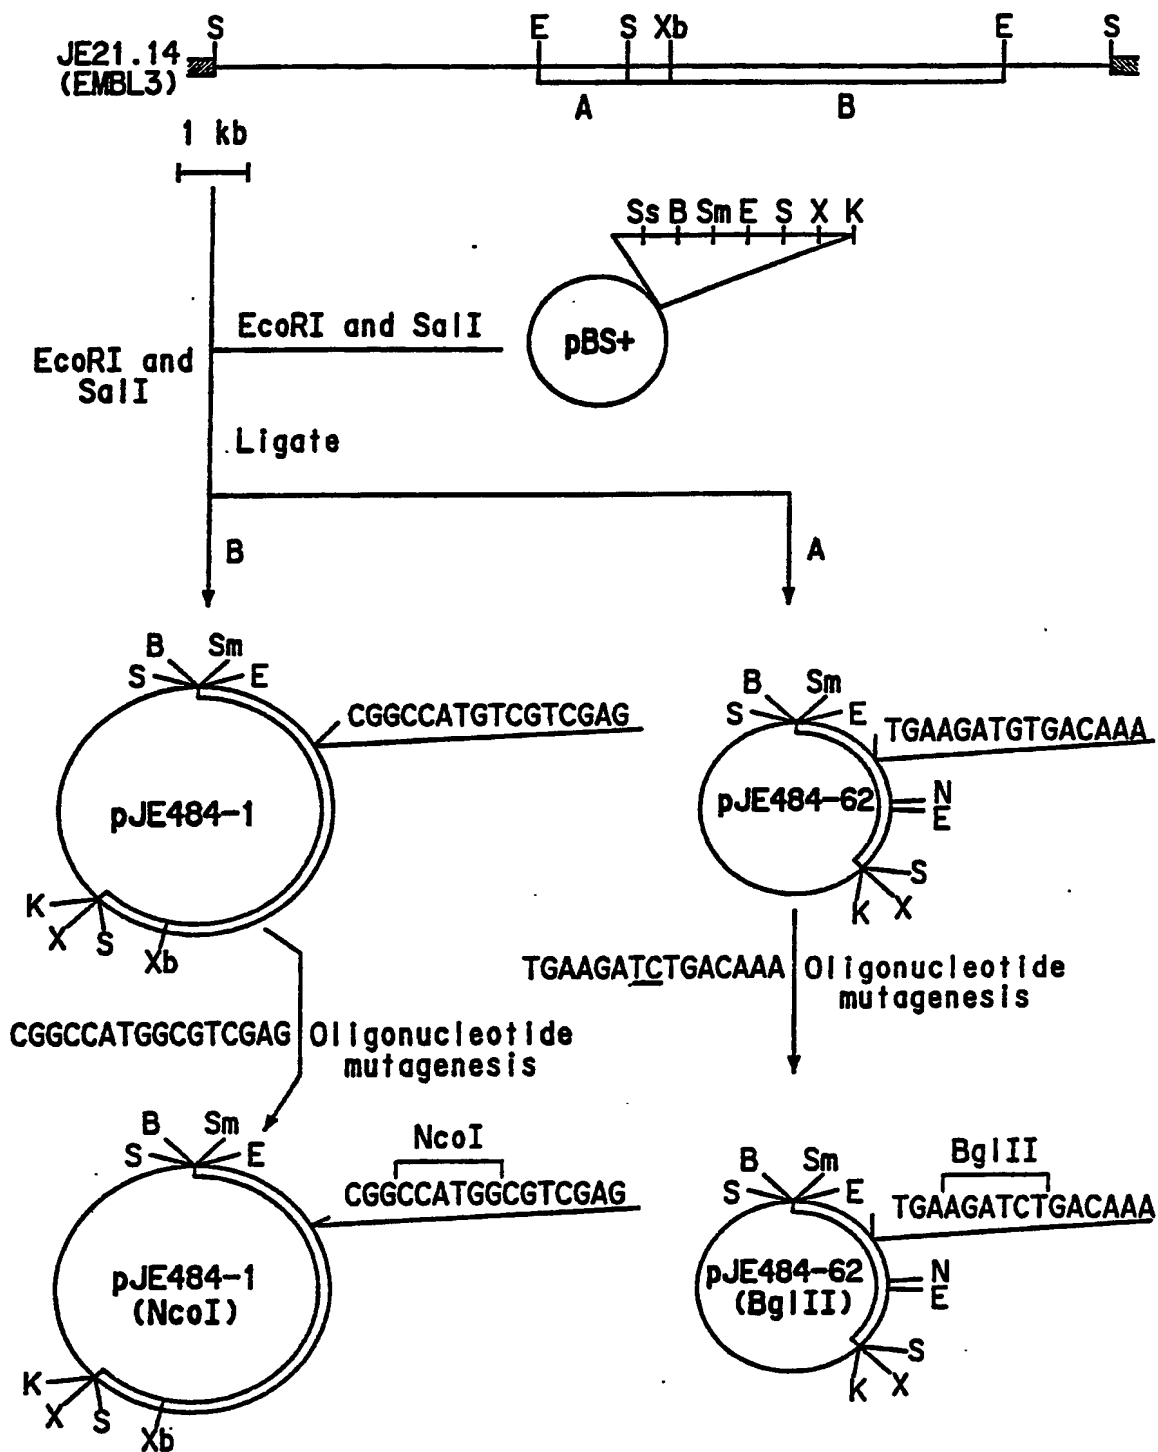 S E S Xb E S
JE21.14
(EMBL3)
A B
1 kb
Ss B Sm E S X K
pBS+
EcoRI and SalI
EcoRI and
SalI
Ligate
B A
B Sm
S E
CGGCCATGTCGTCGAG
pJE484-1
K
X S
Xb
B Sm
S E
TGAAGATGTGACAAA
pJE484-62
N
E
S
K X
CGGCCATGGCGTCGAG
Oligonucleotide
mutagenesis
TGAAGATCTGACAAA
Oligonucleotide
mutagenesis
B Sm
S E
NcoI
CGGCCATGGCGTCGAG
pJE484-1
(NcoI)
K
X S
Xb
B Sm
S E
BglII
TGAAGATCTGACAAA
pJE484-62
(BglII)
N
E
S
K X